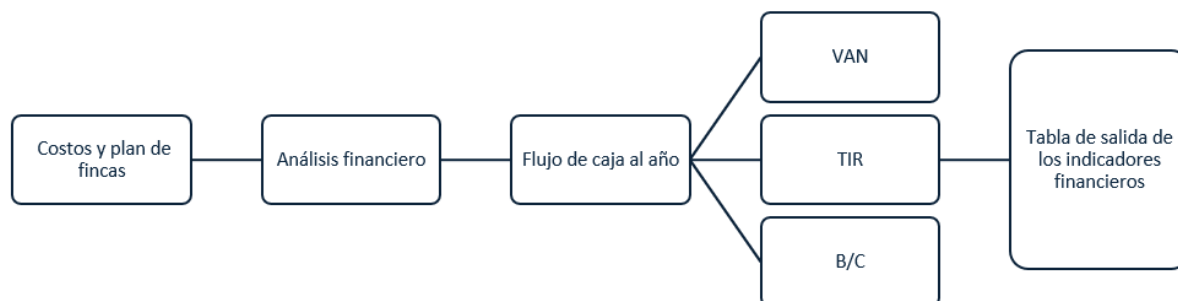 Costos y plan de
fincas
Análisis financiero
Flujo de caja al año
VAN
TIR
B/C
Tabla de salida de
los indicadores
financieros